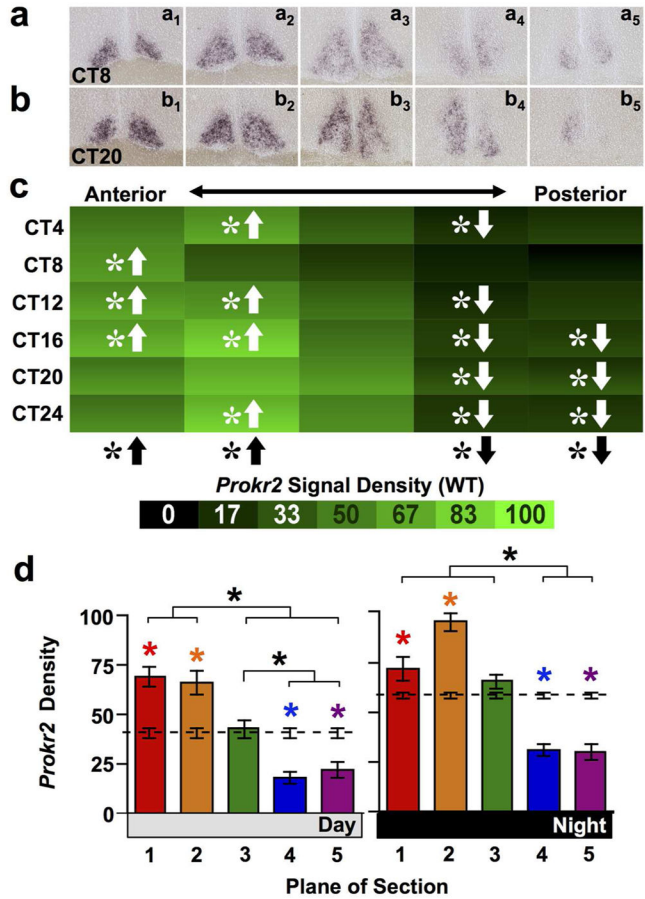 a
a1 a2 a3 a4 a5
CT8
b
b1 b2 b3 b4 b5
CT20
c
Anterior Posterior
CT4 * *
CT8 *
CT12 * * *
CT16 * * * *
CT20 * *
CT24 * * *
* * * *
Prokr2 Signal Density (WT)
0 17 33 50 67 83 100
d
* *
* * * * * * * * * *
100
75
50
25
0
Prokr2 Density
Day Night
1 2 3 4 5 1 2 3 4 5
Plane of Section